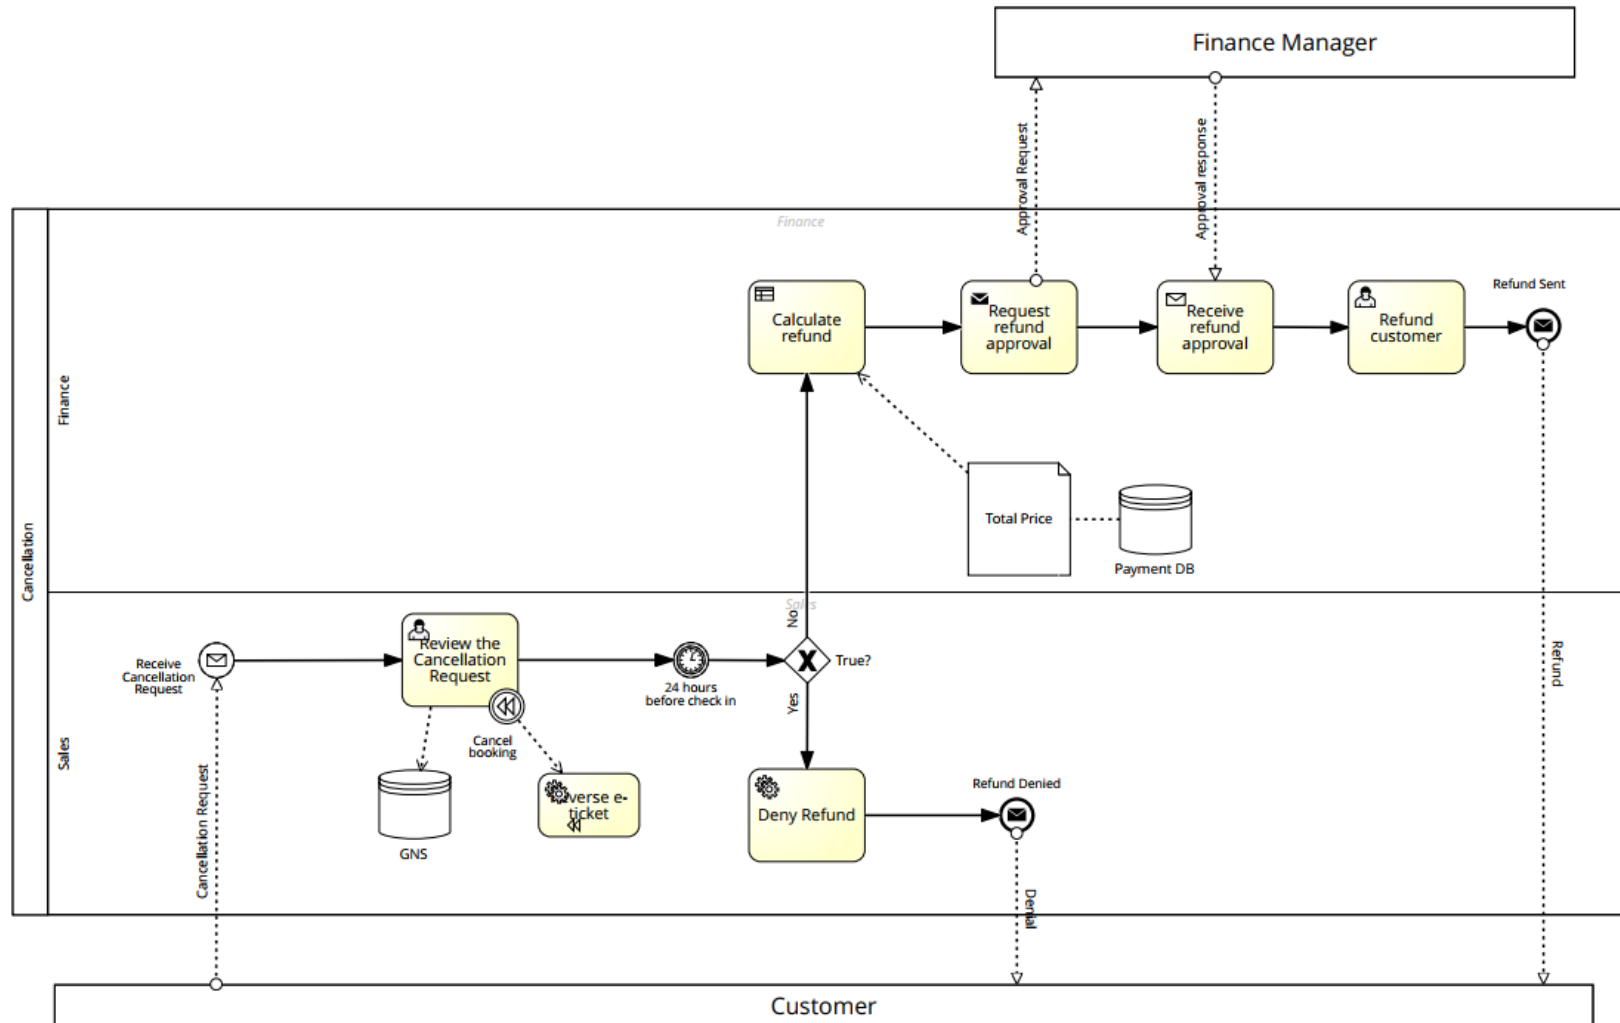 Finance Manager
Approval Request
Approval response
Finance
Refund Sent
Calculate
refund
Request
refund
approval
Receive
refund
approval
Refund
customer
Finance
Total Price
Payment DB
Cancellation
Sales
No
Review the
Cancellation
Request
Receive
Cancellation
Request
True?
24 hours
before check in
Yes
Refund
Cancel
booking
Sales
Refund Denied
verse e-
ticket
Deny Refund
GNS
Cancellation Request
Denial
Customer